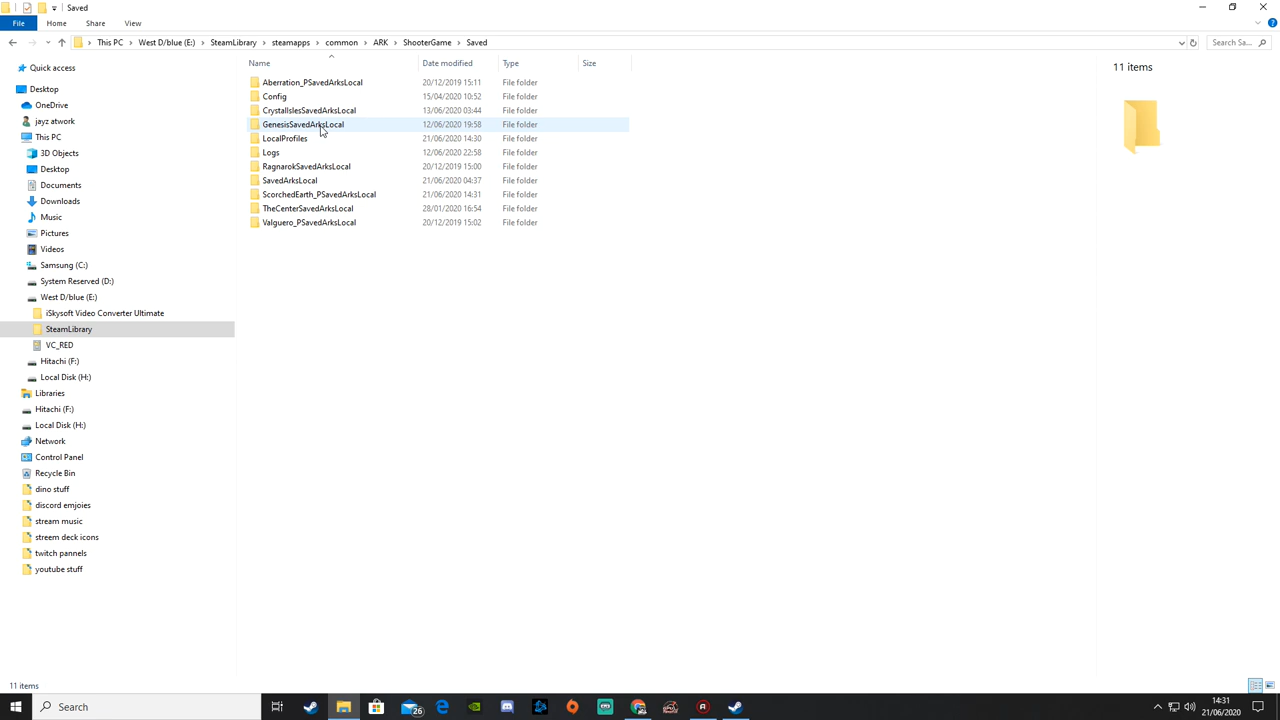 Saved
File Home Share View
This PC West D/blue (E:) SteamLibrary steamapps common ARK ShooterGame Saved
Search Sa...
Name Date modified Type Size
Aberration_PSavedArksLocal 20/12/2019 15:11 File folder
Config 15/04/2020 10:52 File folder
CrystalIslesSavedArksLocal 13/06/2020 03:44 File folder
GenesisSavedArksLocal 12/06/2020 19:58 File folder
LocalProfiles 21/06/2020 14:30 File folder
Logs 12/06/2020 22:58 File folder
RagnarokSavedArksLocal 20/12/2019 15:00 File folder
SavedArksLocal 21/06/2020 04:37 File folder
ScorchedEarth_PSavedArksLocal 21/06/2020 14:31 File folder
TheCenterSavedArksLocal 28/01/2020 16:54 File folder
Valguero_PSavedArksLocal 20/12/2019 15:02 File folder
11 items
Quick access
Desktop
OneDrive
jayz atwork
This PC
3D Objects
Desktop
Documents
Downloads
Music
Pictures
Videos
Samsung (C:)
System Reserved (D:)
West D/blue (E:)
iSkysoft Video Converter Ultimate
SteamLibrary
VC_RED
Hitachi (F:)
Local Disk (H:)
Libraries
Hitachi (F:)
Local Disk (H:)
Network
Control Panel
Recycle Bin
dino stuff
discord emjoies
stream music
streem deck icons
twitch pannels
youtube stuff
11 items
Search
26
14:31
21/06/2020